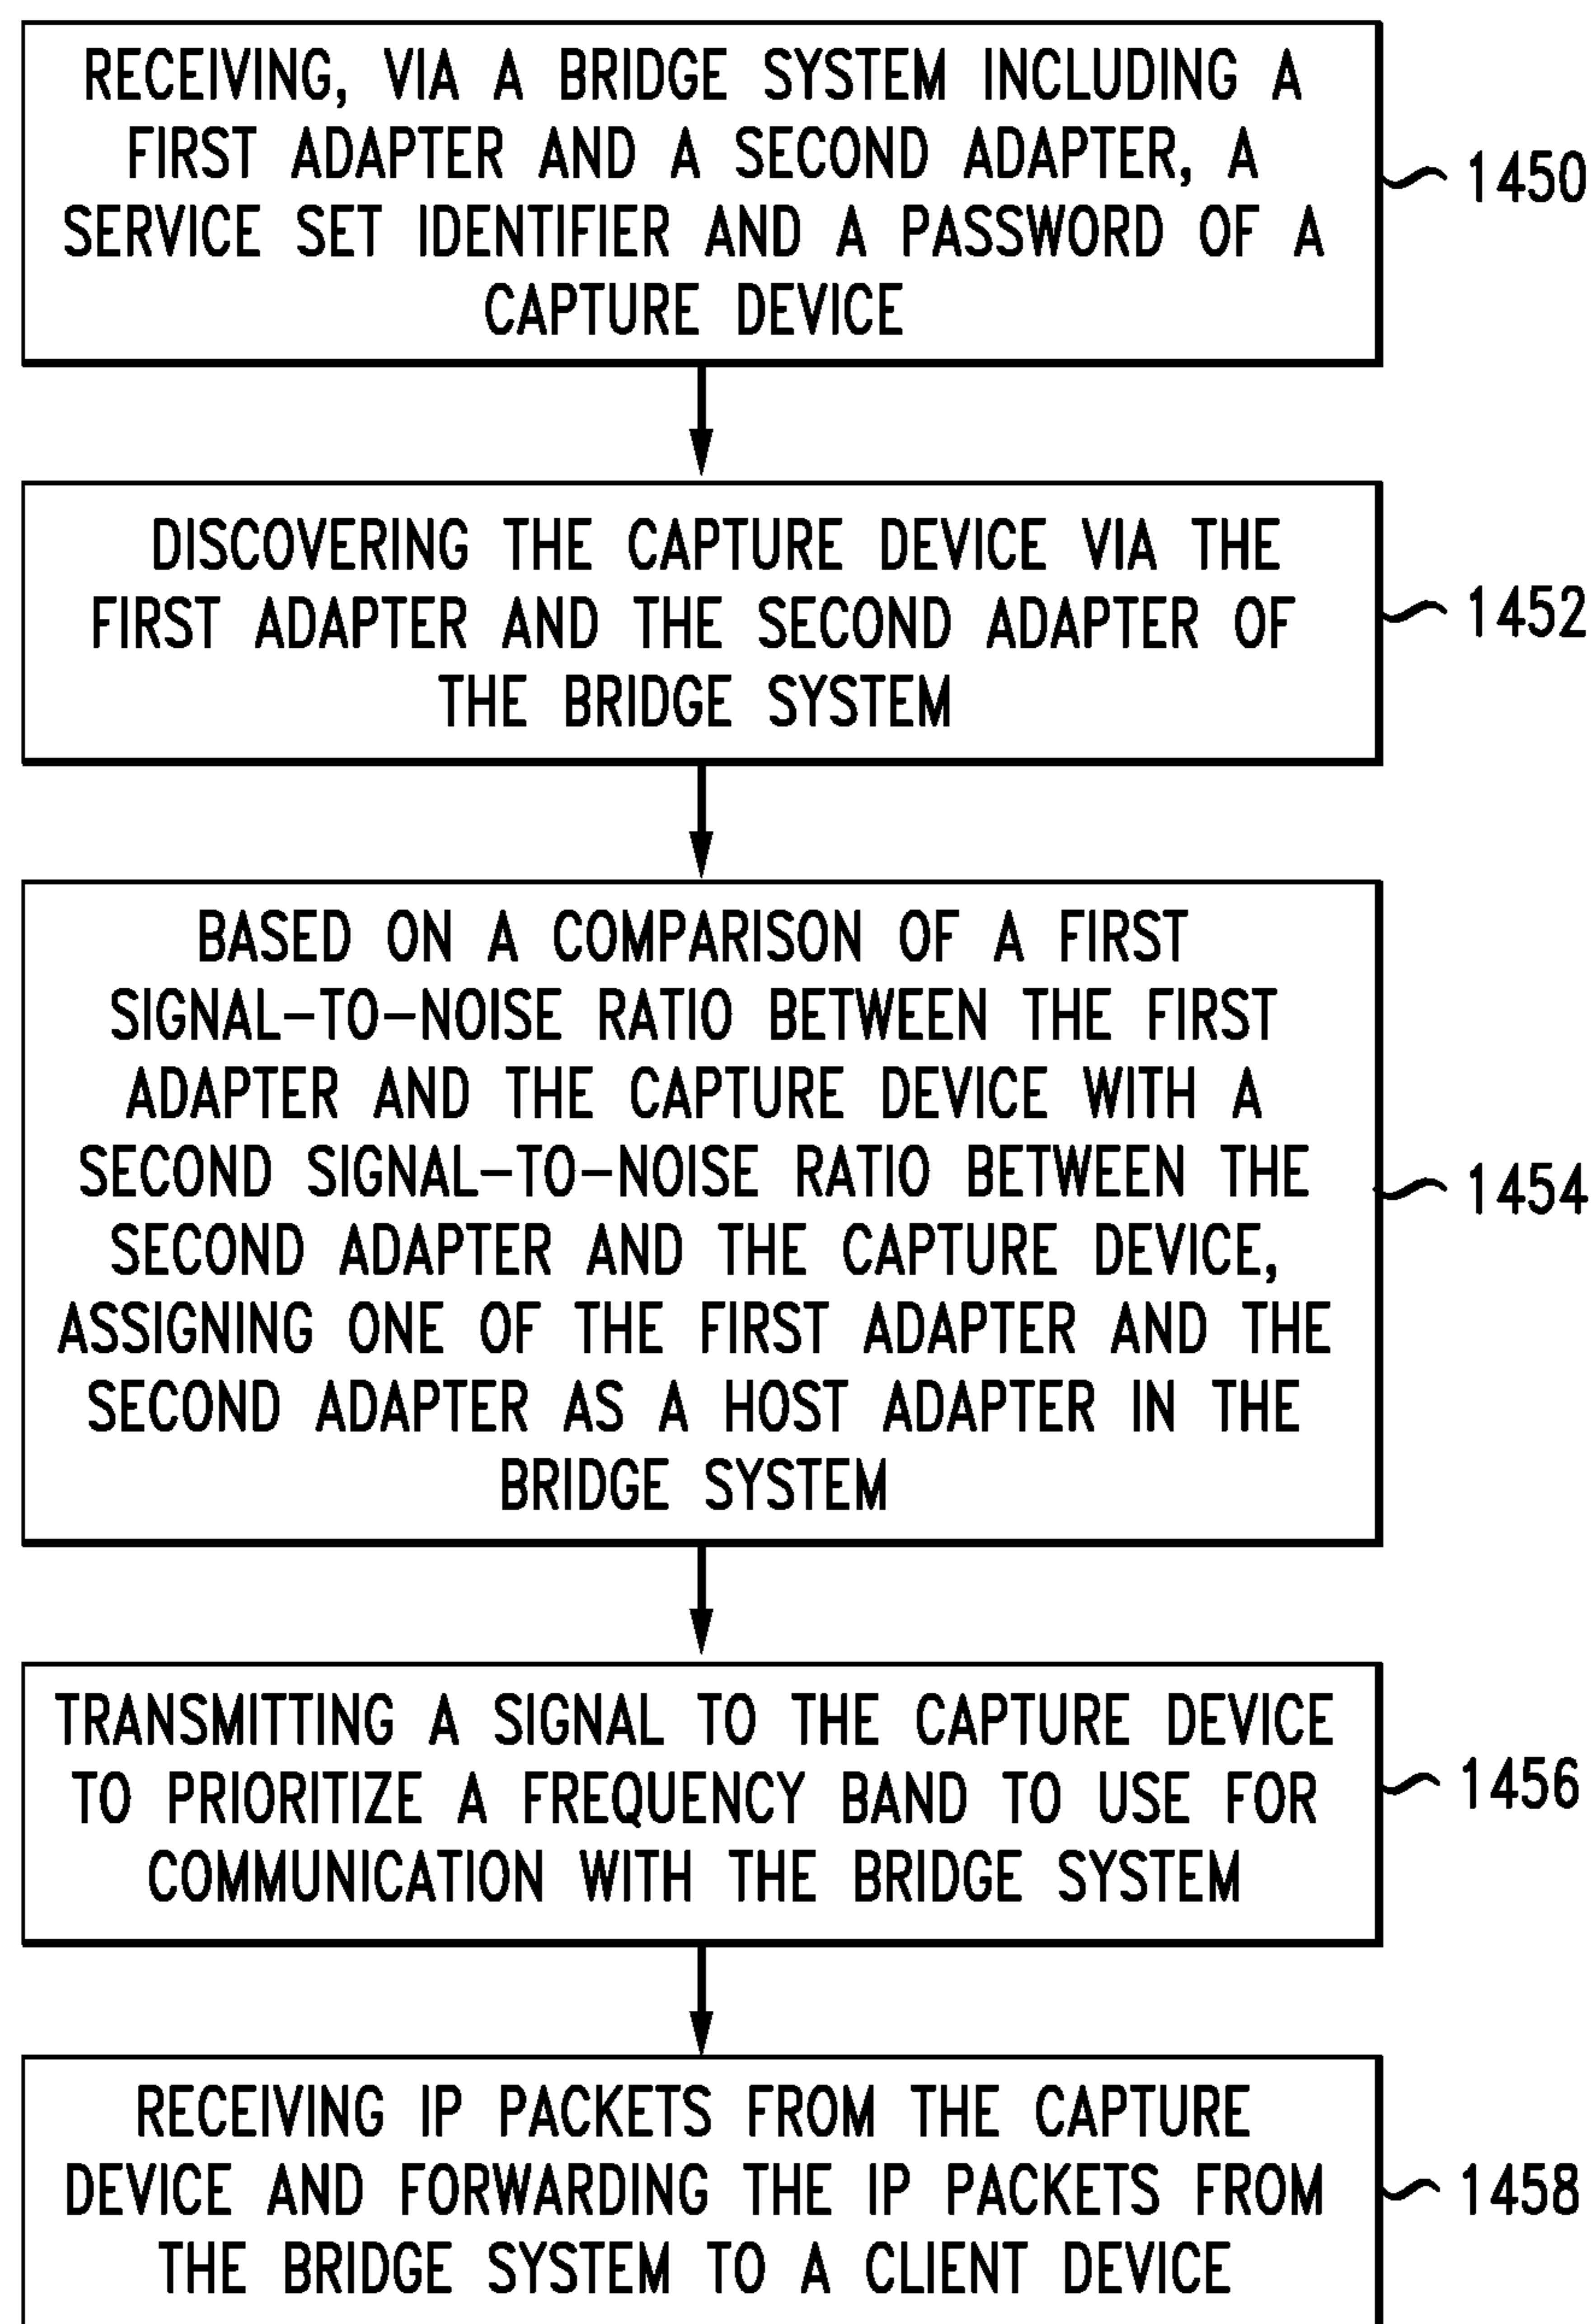 RECEIVING, VIA A BRIDGE SYSTEM INCLUDING A
FIRST ADAPTER AND A SECOND ADAPTER, A
SERVICE SET IDENTIFIER AND A PASSWORD OF A
CAPTURE DEVICE
1450
DISCOVERING THE CAPTURE DEVICE VIA THE
FIRST ADAPTER AND THE SECOND ADAPTER OF
THE BRIDGE SYSTEM
1452
BASED ON A COMPARISON OF A FIRST
SIGNAL-TO-NOISE RATIO BETWEEN THE FIRST
ADAPTER AND THE CAPTURE DEVICE WITH A
SECOND SIGNAL-TO-NOISE RATIO BETWEEN THE
SECOND ADAPTER AND THE CAPTURE DEVICE,
ASSIGNING ONE OF THE FIRST ADAPTER AND THE
SECOND ADAPTER AS A HOST ADAPTER IN THE
BRIDGE SYSTEM
1454
TRANSMITTING A SIGNAL TO THE CAPTURE DEVICE
TO PRIORITIZE A FREQUENCY BAND TO USE FOR
COMMUNICATION WITH THE BRIDGE SYSTEM
1456
RECEIVING IP PACKETS FROM THE CAPTURE
DEVICE AND FORWARDING THE IP PACKETS FROM
THE BRIDGE SYSTEM TO A CLIENT DEVICE
1458